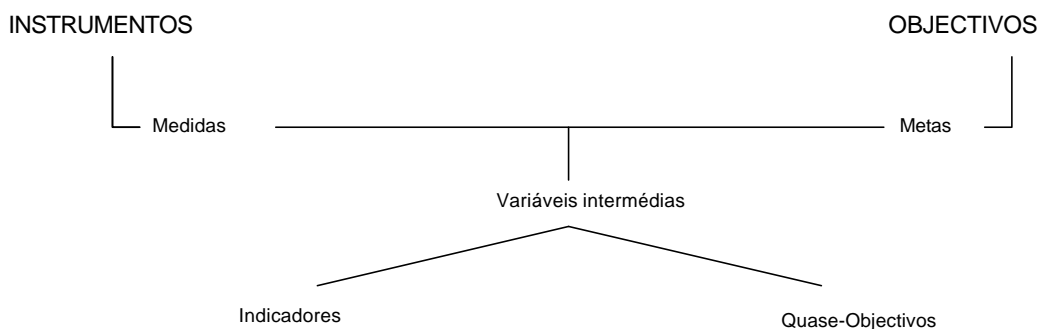 INSTRUMENTOS
OBJECTIVOS
Medidas
Metas
Variáveis intermédias
Indicadores
Quase-Objectivos